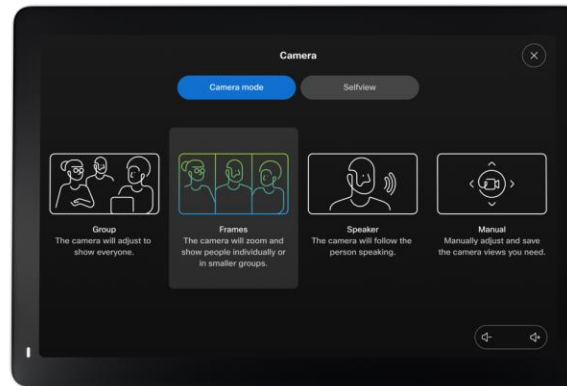 Camera
Camera mode
Selfview
Group
The camera will adjust to
show everyone.
Frames
The camera will zoom and
show people individually or
in smaller groups.
Speaker
The camera will follow the
person speaking.
Manual
Manually adjust and save
the camera views you need.